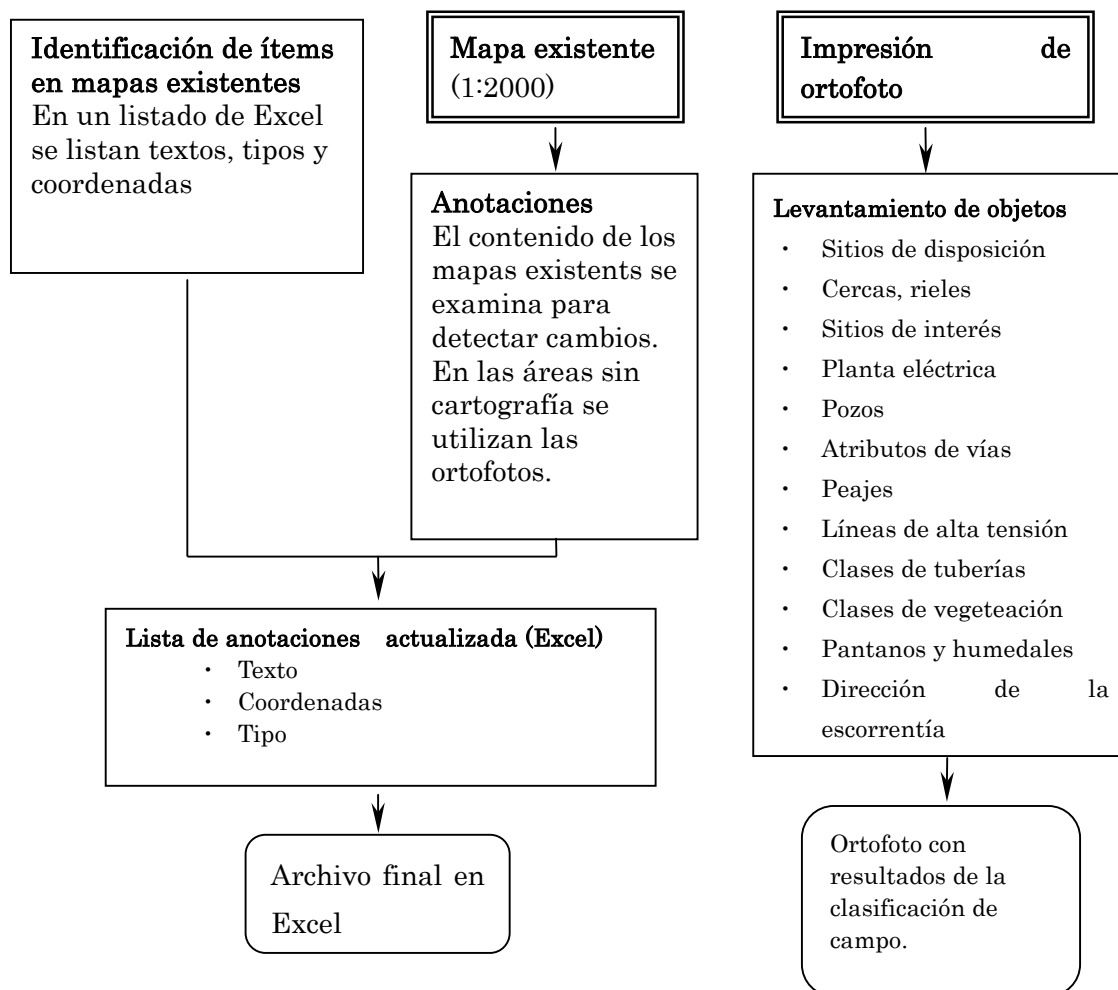 Identificación de ítems
en mapas existentes
En un listado de Excel
se listan textos, tipos y
coordenadas
Mapa existente
(1:2000)
Impresión de
ortofoto
Anotaciones
El contenido de los
mapas existents se
examina para
detectar cambios.
En las áreas sin
cartografía se
utilizan las
ortofotos.
Levantamiento de objetos
・ Sitios de disposición
・ Cercas, rieles
・ Sitios de interés
・ Planta eléctrica
・ Pozos
・ Atributos de vías
・ Peajes
・ Líneas de alta tensión
・ Clases de tuberías
・ Clases de vegeteación
・ Pantanos y humedales
・ Dirección de la
escorrentía
Lista de anotaciones actualizada (Excel)
・ Texto
・ Coordenadas
・ Tipo
Archivo final en
Excel
Ortofoto con
resultados de la
clasificación de
campo.